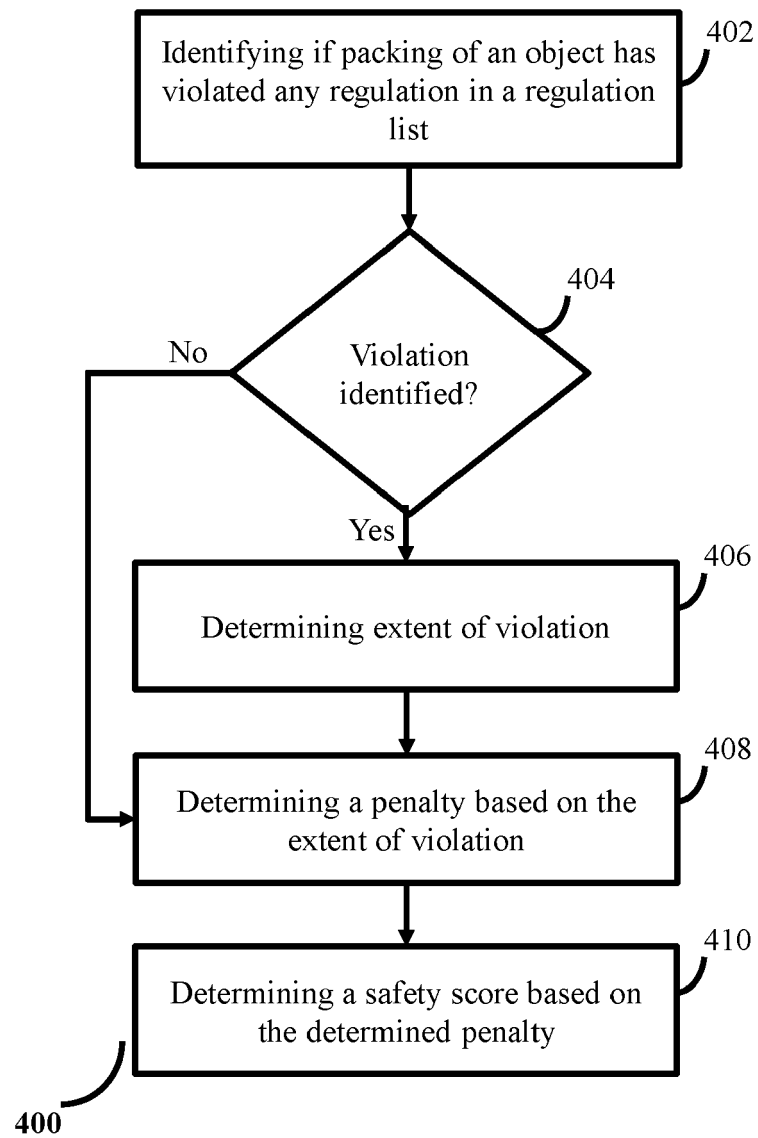 402
Identifying if packing of an object has
violated any regulation in a regulation
list
404
No
Violation
identified?
Yes
406
Determining extent of violation
408
Determining a penalty based on the
extent of violation
410
Determining a safety score based on
the determined penalty
400